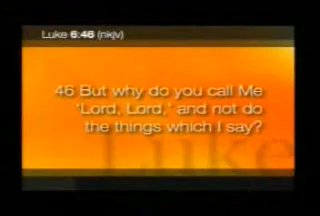 Luke 6:46 (nkjv)
46 But why do you call Me
'Lord, Lord,' and not do
the things which I say?
Luke